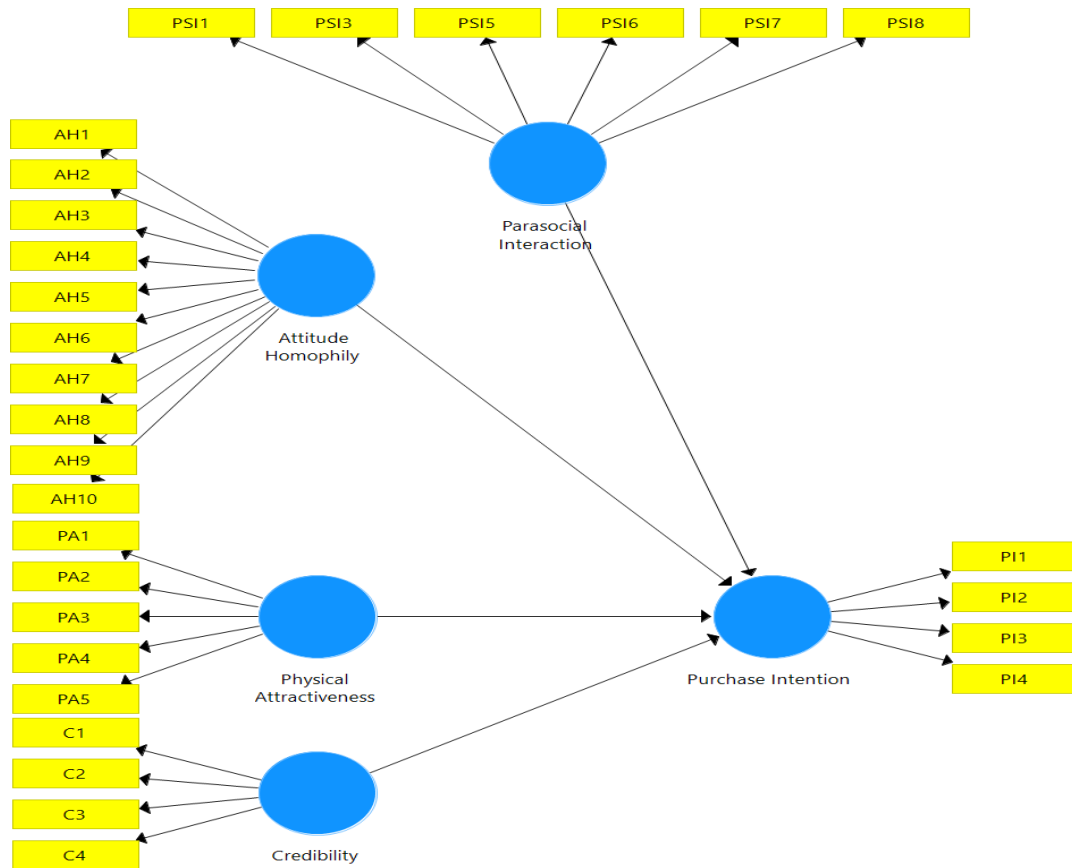 PSI1
PSI3
PSI5
PSI6
PSI7
PSI8
Parasocial
Interaction
AH1
AH2
AH3
AH4
AH5
AH6
AH7
AH8
AH9
AH10
Attitude
Homophily
PA1
PA2
PA3
PA4
PA5
Physical
Attractiveness
C1
C2
C3
C4
Credibility
Purchase Intention
PI1
PI2
PI3
PI4